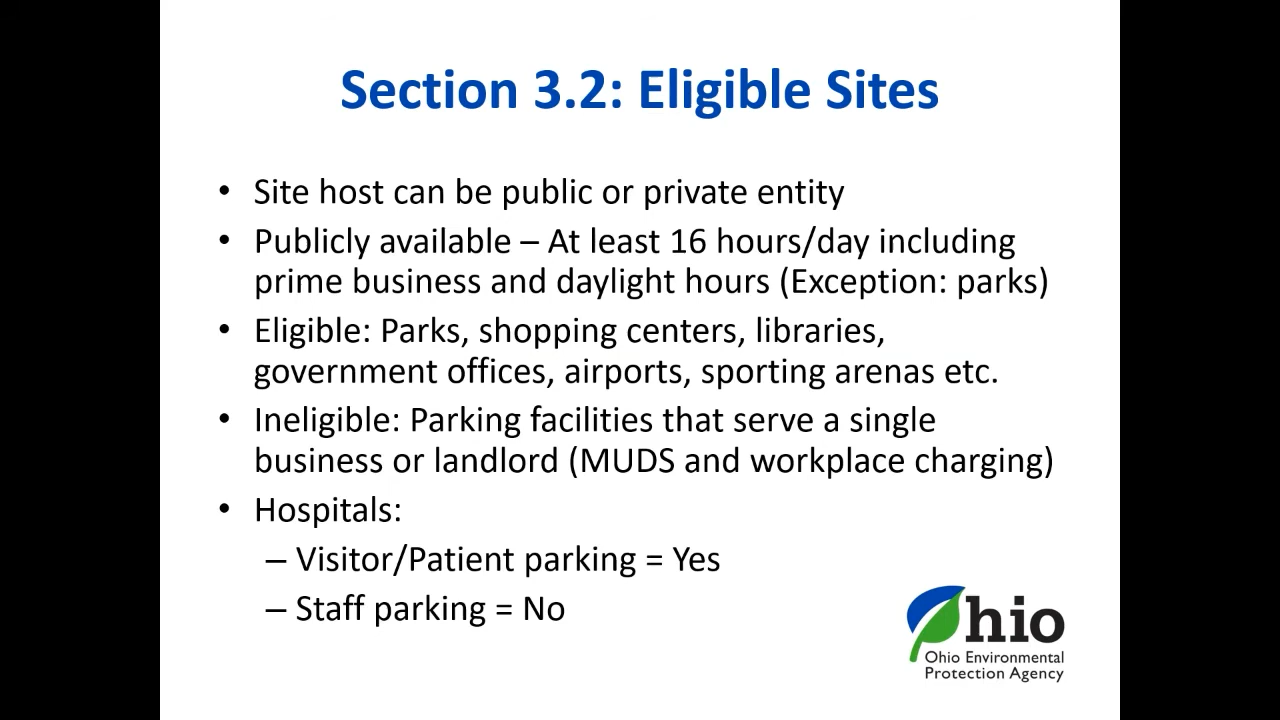 Section 3.2: Eligible Sites
• Site host can be public or private entity
• Publicly available – At least 16 hours/day including
prime business and daylight hours (Exception: parks)
• Eligible: Parks, shopping centers, libraries,
government offices, airports, sporting arenas etc.
• Ineligible: Parking facilities that serve a single
business or landlord (MUDS and workplace charging)
• Hospitals:
– Visitor/Patient parking = Yes
– Staff parking = No
Ohio
Ohio Environmental
Protection Agency